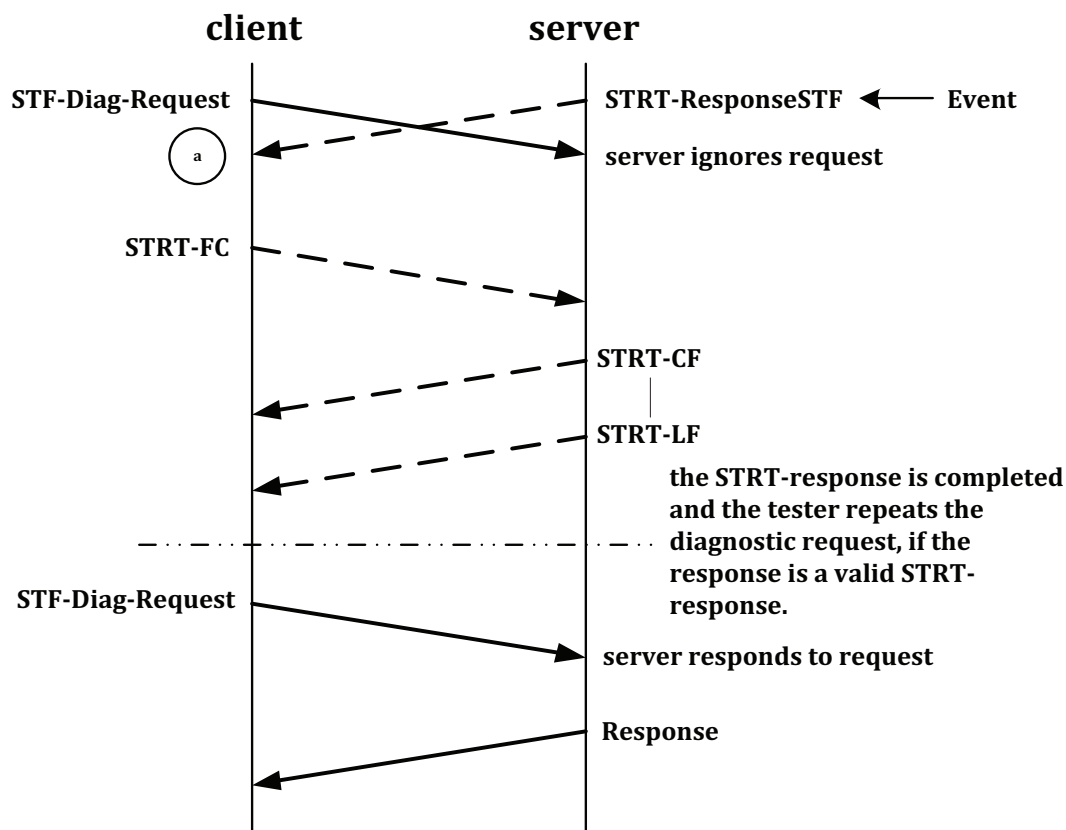 client
server
STF-Diag-Request
STRT-ResponseSTF
Event
a
server ignores request
STRT-FC
STRT-CF
STRT-LF
the STRT-response is completed
and the tester repeats the
diagnostic request, if the
response is a valid STRT-
response.
STF-Diag-Request
server responds to request
Response